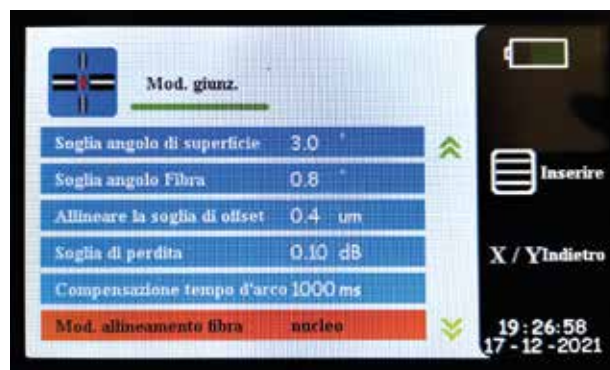 Mod. giunz.
Soglia angolo di superficie 3.0 °
Soglia angolo Fibra 0.8 °
Allineare la soglia di offset 0.4 um
Soglia di perdita 0.10 dB
Compensazione tempo d'arco 1000 ms
Mod. allineamento fibra nucleo
Inserire
X / Y Indietro
19:26:58
17-12-2021